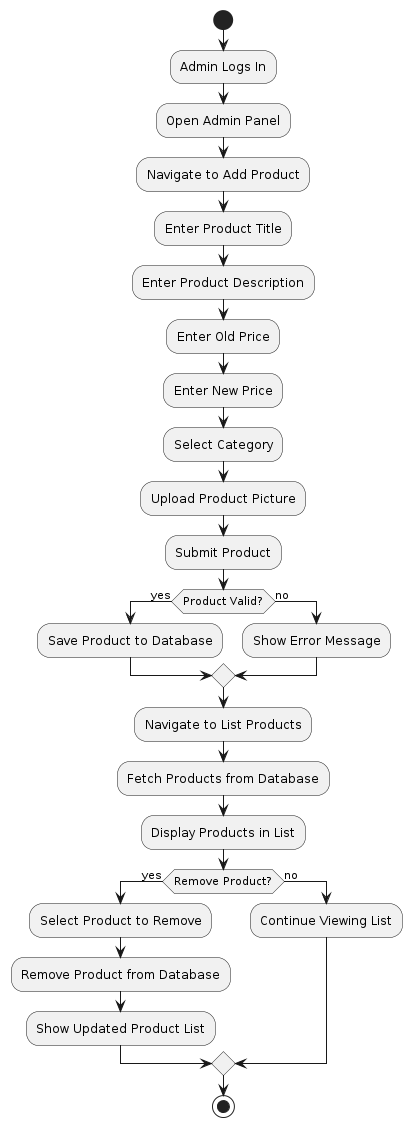 Admin Logs In
Open Admin Panel
Navigate to Add Product
Enter Product Title
Enter Product Description
Enter Old Price
Enter New Price
Select Category
Upload Product Picture
Submit Product
yes
Product Valid?
no
Save Product to Database
Show Error Message
Navigate to List Products
Fetch Products from Database
Display Products in List
yes
Remove Product?
no
Select Product to Remove
Continue Viewing List
Remove Product from Database
Show Updated Product List